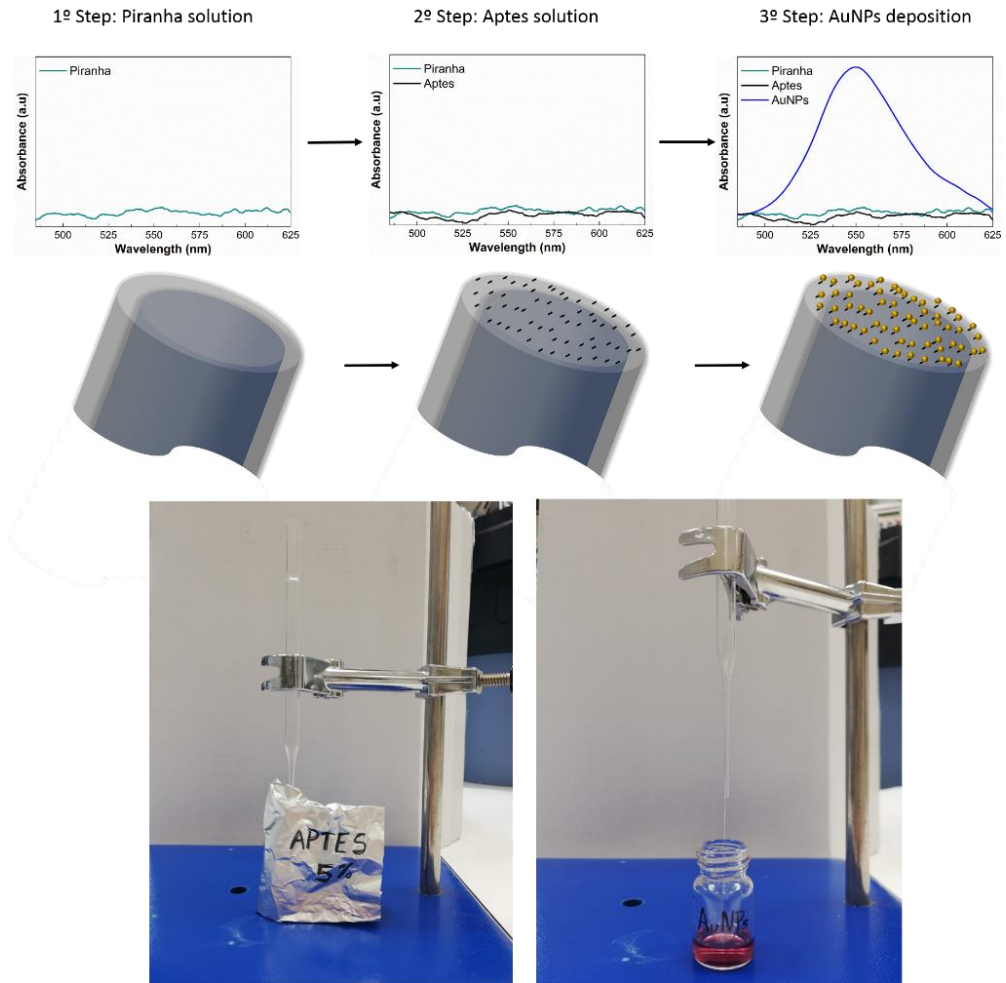 1º Step: Piranha solution
2º Step: Aptes solution
3º Step: AuNPs deposition
Piranha
Absorbance (a.u)
500 525 550 575 600 625
Wavelength (nm)
Piranha
Aptes
Absorbance (a.u)
500 525 550 575 600 625
Wavelength (nm)
Piranha
Aptes
AuNPs
Absorbance (a.u)
500 525 550 575 600 625
Wavelength (nm)
APTES
5%
AuNPs